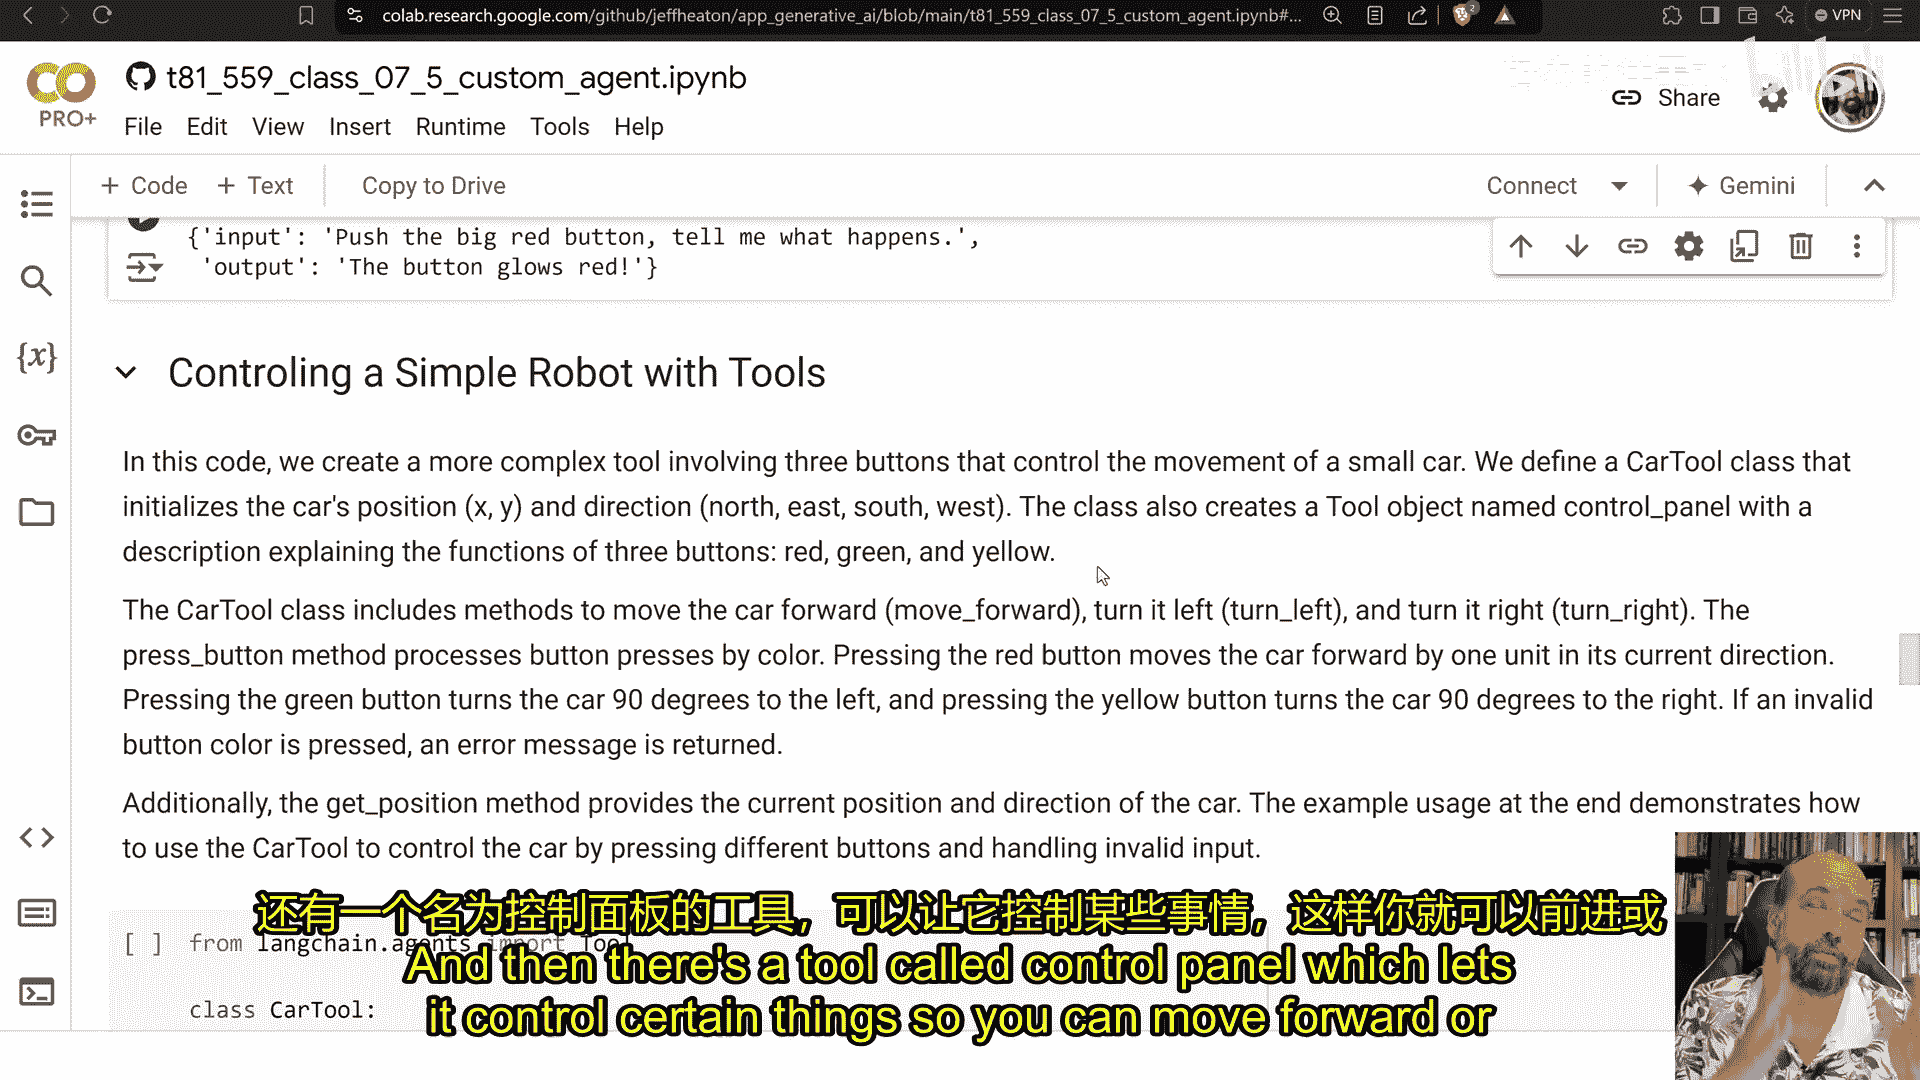 colab.research.google.com/github/jeffheaton/app_generative_ai/blob/main/t81_559_class_07_5_custom_agent.ipynb#...
2
VPN
PRO+
t81_559_class_07_5_custom_agent.ipynb
bilibili
Share
File Edit View Insert Runtime Tools Help
+ Code + Text Copy to Drive Connect Gemini
{'input': 'Push the big red button, tell me what happens.',
'output': 'The button glows red!'}
{x}
Controling a Simple Robot with Tools
In this code, we create a more complex tool involving three buttons that control the movement of a small car. We define a CarTool class that
initializes the car's position (x, y) and direction (north, east, south, west). The class also creates a Tool object named control_panel with a
description explaining the functions of three buttons: red, green, and yellow.
The CarTool class includes methods to move the car forward (move_forward), turn it left (turn_left), and turn it right (turn_right). The
press_button method processes button presses by color. Pressing the red button moves the car forward by one unit in its current direction.
Pressing the green button turns the car 90 degrees to the left, and pressing the yellow button turns the car 90 degrees to the right. If an invalid
button color is pressed, an error message is returned.
Additionally, the get_position method provides the current position and direction of the car. The example usage at the end demonstrates how
to use the CarTool to control the car by pressing different buttons and handling invalid input.
还有一个名为控制面板的工具，可以让它控制某些事情，这样你就可以前进或
[ ] from langchain.agents import Tool
And then there's a tool called control panel which lets
class CarTool:
it control certain things so you can move forward or